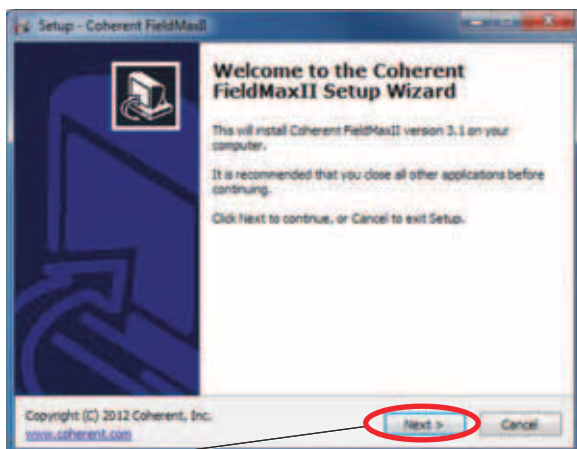 Setup - Coherent FieldMaxII
Welcome to the Coherent
FieldMaxII Setup Wizard
This will install Coherent FieldMaxII version 3.1 on your
computer.
It is recommended that you close all other applications before
continuing.
Click Next to continue, or Cancel to exit Setup.
Copyright (C) 2012 Coherent, Inc.
www.coherent.com
Next >
Cancel